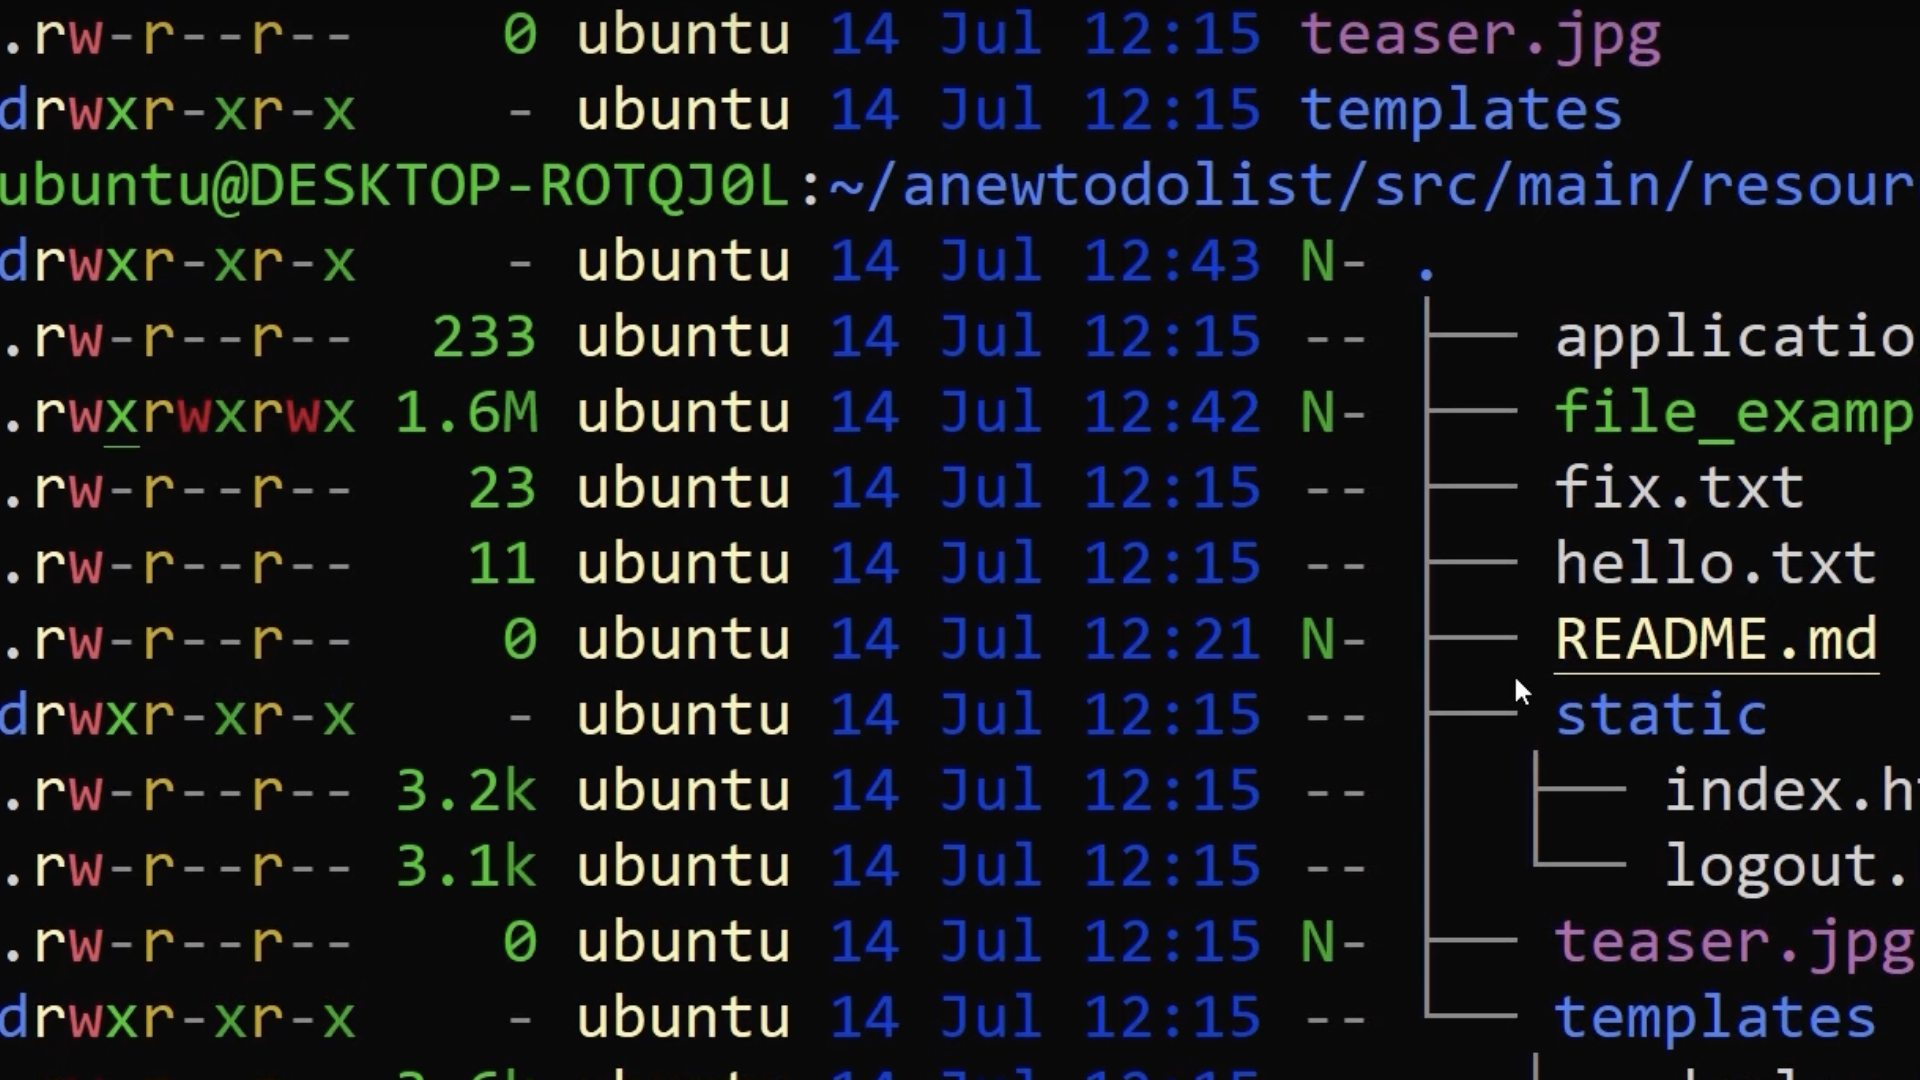 .rw-r--r-- 0 ubuntu 14 Jul 12:15 teaser.jpg
drwxr-xr-x - ubuntu 14 Jul 12:15 templates
ubuntu@DESKTOP-ROTQJ0L:~/anewtodolist/src/main/resour
drwxr-xr-x - ubuntu 14 Jul 12:43 N- .
.rw-r--r-- 233 ubuntu 14 Jul 12:15 -- ├── applicatio
.rwxrwxrwx 1.6M ubuntu 14 Jul 12:42 N- ├── file_examp
.rw-r--r-- 23 ubuntu 14 Jul 12:15 -- ├── fix.txt
.rw-r--r-- 11 ubuntu 14 Jul 12:15 -- ├── hello.txt
.rw-r--r-- 0 ubuntu 14 Jul 12:21 N- ├── README.md
drwxr-xr-x - ubuntu 14 Jul 12:15 -- ├── static
.rw-r--r-- 3.2k ubuntu 14 Jul 12:15 -- │ ├── index.h
.rw-r--r-- 3.1k ubuntu 14 Jul 12:15 -- │ └── logout.
.rw-r--r-- 0 ubuntu 14 Jul 12:15 N- ├── teaser.jpg
drwxr-xr-x - ubuntu 14 Jul 12:15 -- └── templates